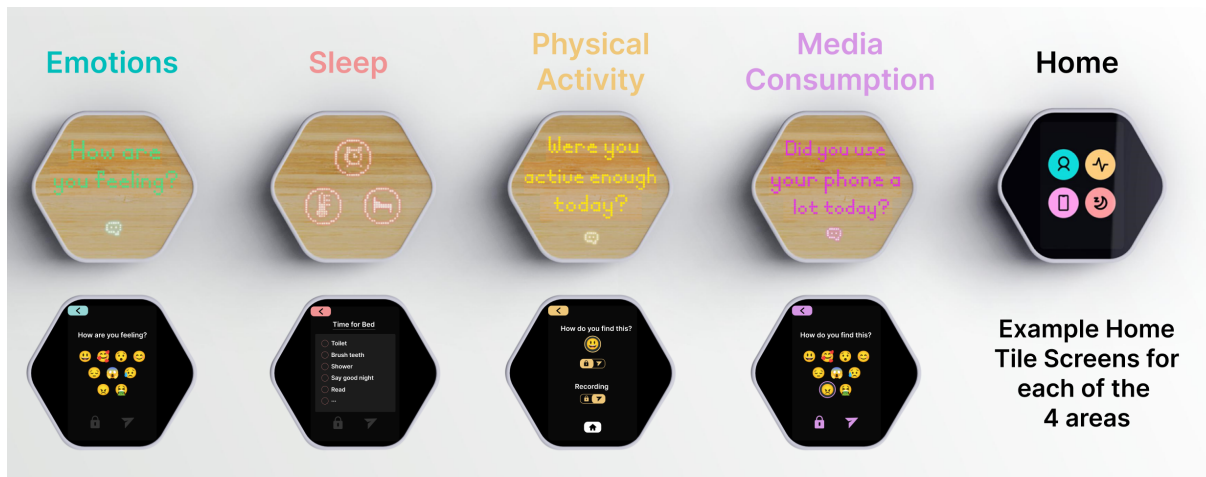 Emotions
Sleep
Physical
Activity
Media
Consumption
Home
How are
you feeling?
Were you
active enough
today?
Did you use
your phone a
lot today?
How are you feeling?
Time for Bed
Toilet
Brush teeth
Shower
Say good night
Read
...
How do you find this?
Recording
How do you find this?
Example Home
Tile Screens for
each of the
4 areas